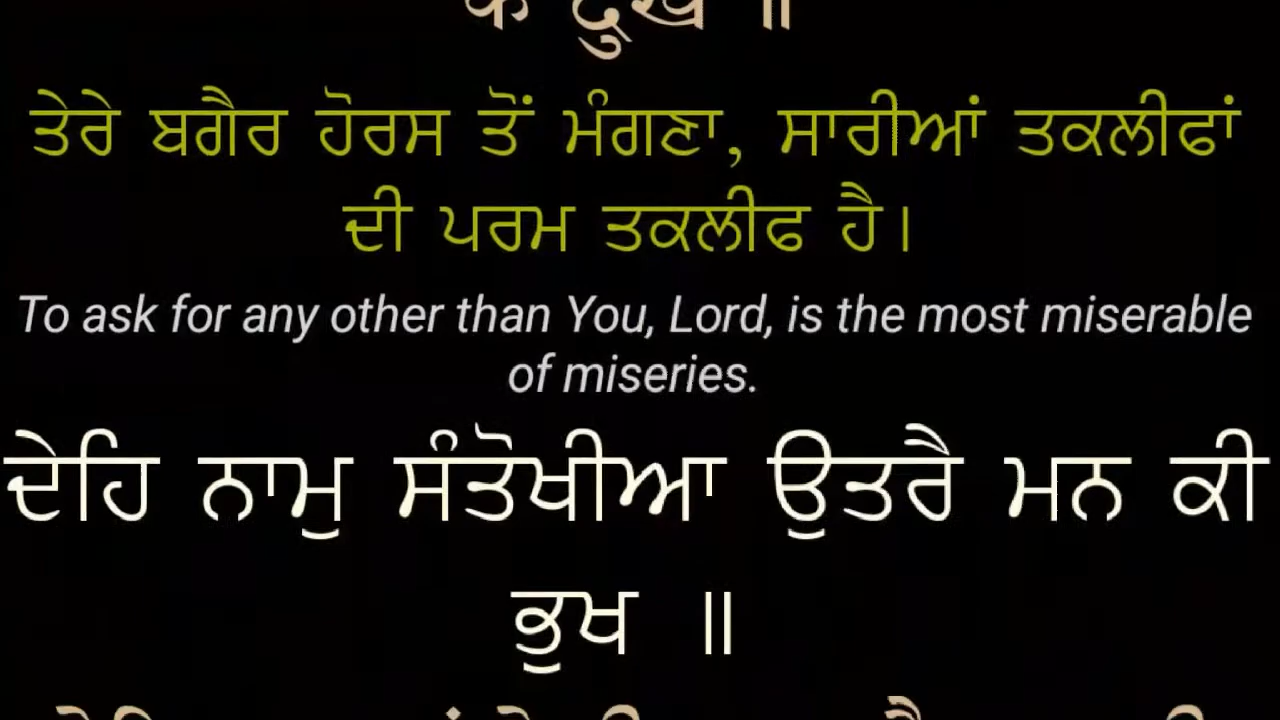 के दुख ॥
ਤੇਰੇ ਬਗੈਰ ਹੋਰਸ ਤੋਂ ਮੰਗਣਾ, ਸਾਰੀਆਂ ਤਕਲੀਫਾਂ
ਦੀ ਪਰਮ ਤਕਲੀਫ ਹੈ।
To ask for any other than You, Lord, is the most miserable
of miseries.
ਦੇਹਿ ਨਾਮੁ ਸੰਤੋਖੀਆ ਉਤਰੈ ਮਨ ਕੀ
ਭੁਖ ॥